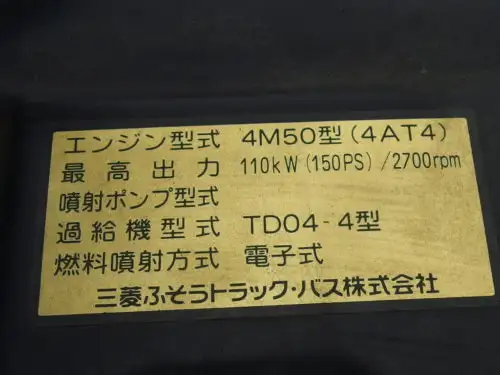 エンジン型式 4M50型 (4AT4)
最高出力 110kW (150PS) /2700rpm
噴射ポンプ型式
過給機型式 TD04-4型
燃料噴射方式 電子式
三菱ふそうトラック・バス株式会社